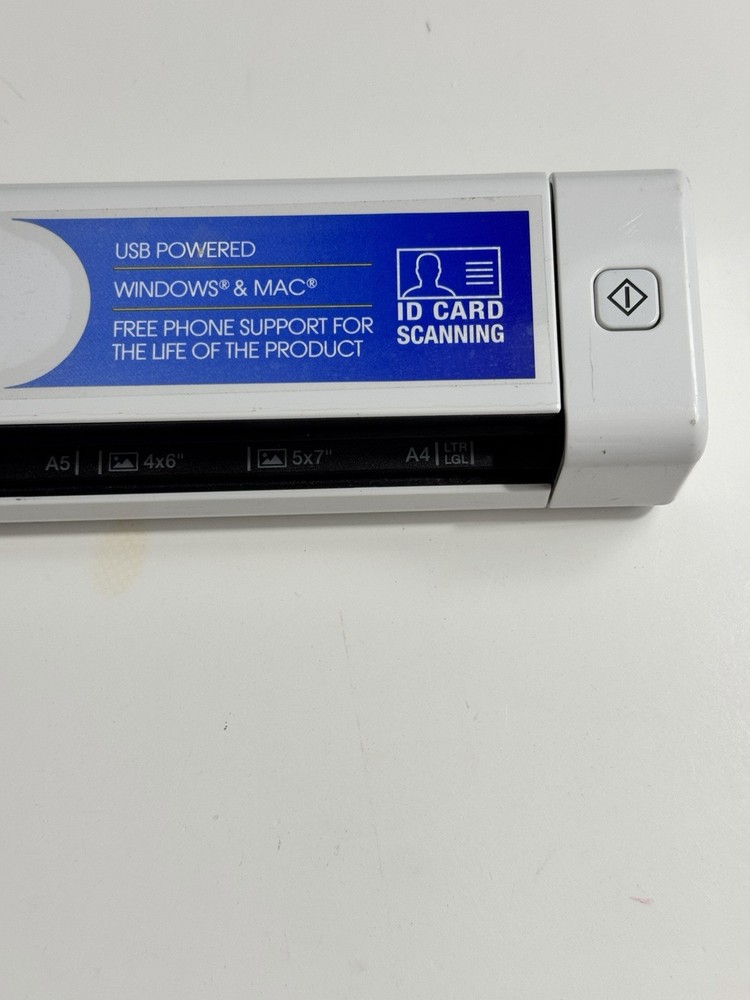 USB POWERED
WINDOWS® & MAC®
FREE PHONE SUPPORT FOR
THE LIFE OF THE PRODUCT
ID CARD
SCANNING
A5 4x6" 5x7" A4 LTR
LGL